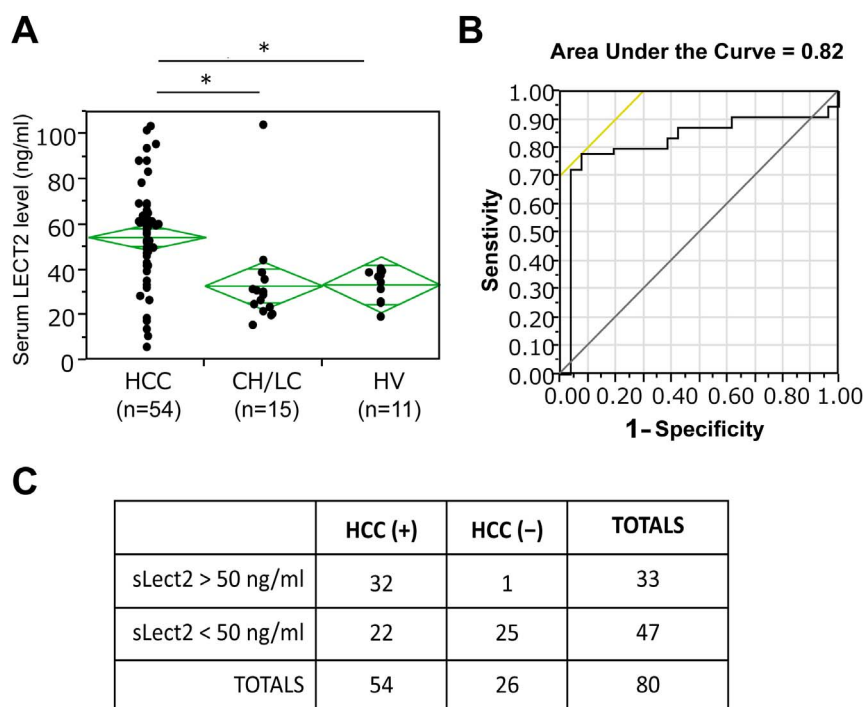 A
*
*
Serum LECT2 level (ng/ml)
100
80
60
40
20
0
HCC
(n=54)
CH/LC
(n=15)
HV
(n=11)
B
Area Under the Curve = 0.82
Senstivity
1.00
0.90
0.80
0.70
0.60
0.50
0.40
0.30
0.20
0.10
0.00
0.00 0.20 0.40 0.60 0.80 1.00
1-Specificity
C
HCC (+) HCC (−) TOTALS
sLect2 > 50 ng/ml 32 1 33
sLect2 < 50 ng/ml 22 25 47
TOTALS 54 26 80